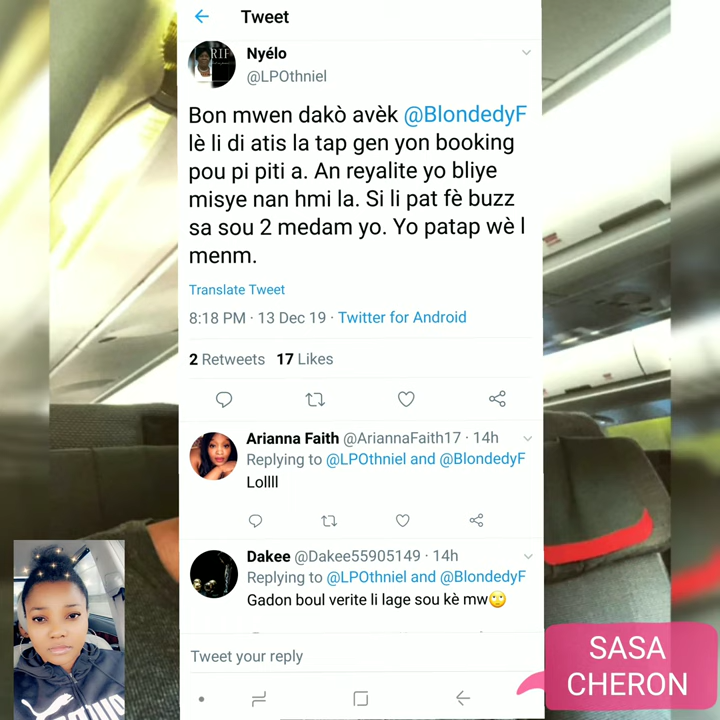 Tweet
RIF
Nyélo
@LPOthniel
Bon mwen dakò avèk @BlondedyF
lè li di atis la tap gen yon booking
pou pi piti a. An reyalite yo bliye
misye nan hmi la. Si li pat fè buzz
sa sou 2 medam yo. Yo patap wè l
menm.
Translate Tweet
8:18 PM · 13 Dec 19 · Twitter for Android
2 Retweets 17 Likes
Arianna Faith @AriannaFaith17 · 14h
Replying to @LPOthniel and @BlondedyF
Lollll
Dakee @Dakee55905149 · 14h
Replying to @LPOthniel and @BlondedyF
Gadon boul verite li lage sou kè mw🙄
Tweet your reply
SASA
CHERON